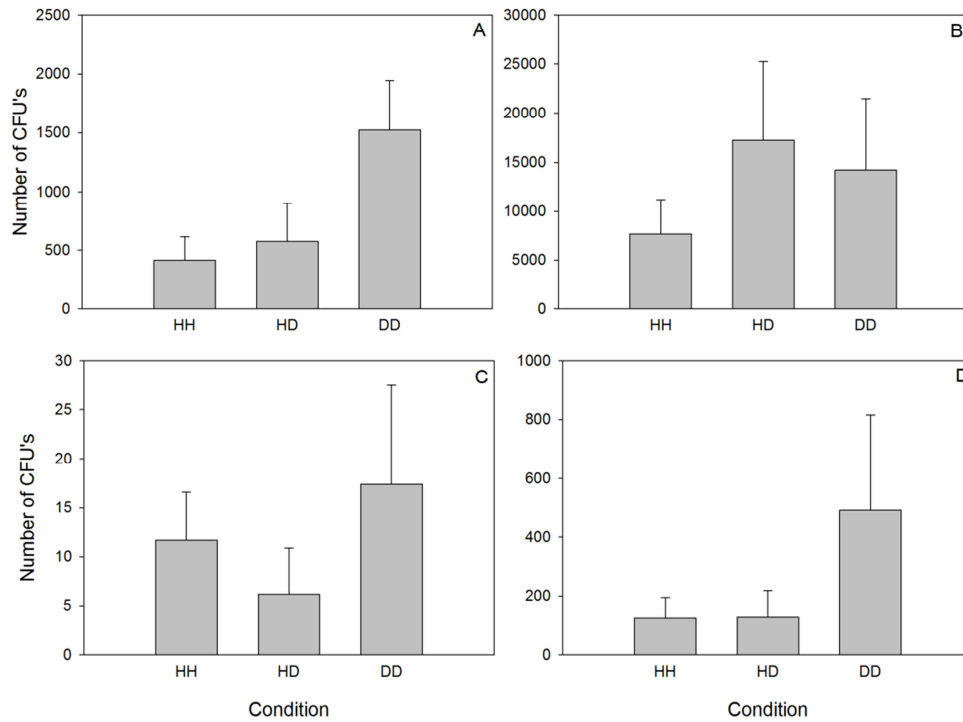 A
Number of CFU's
2500
2000
1500
1000
500
0
HH HD DD
B
30000
25000
20000
15000
10000
5000
0
HH HD DD
C
Number of CFU's
30
25
20
15
10
5
0
HH HD DD
Condition
D
1000
800
600
400
200
0
HH HD DD
Condition